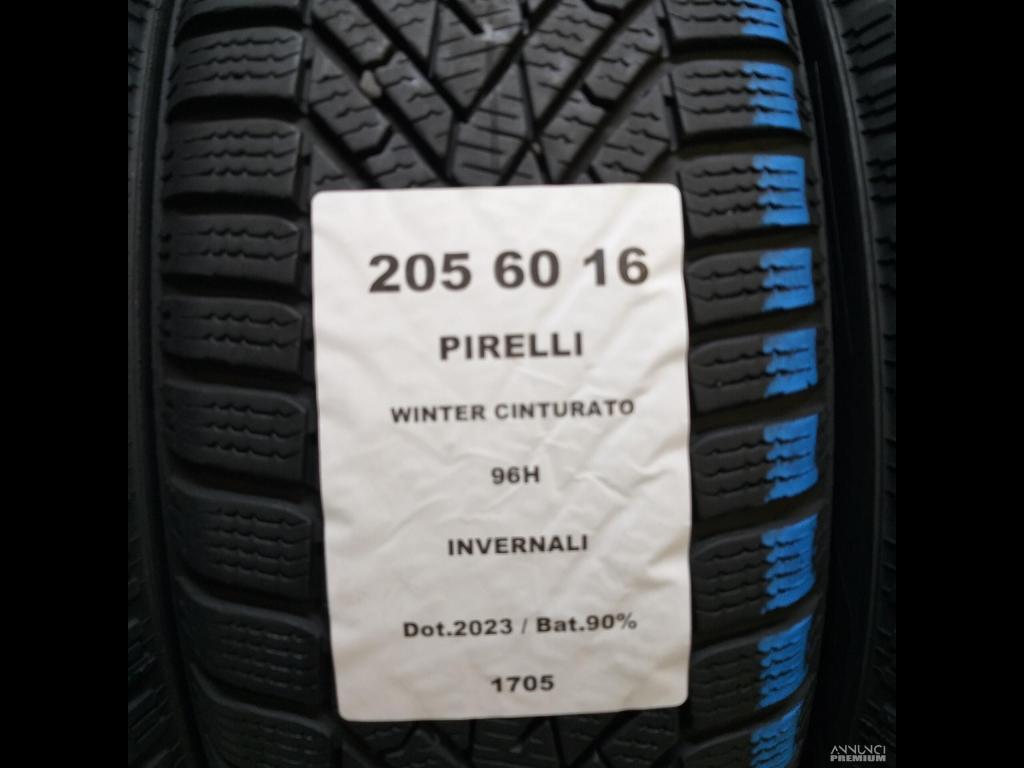 205 60 16
PIRELLI
WINTER CINTURATO
96H
INVERNALI
Dot.2023 / Bat.90%
1705
ANNUNCI
PREMIUM